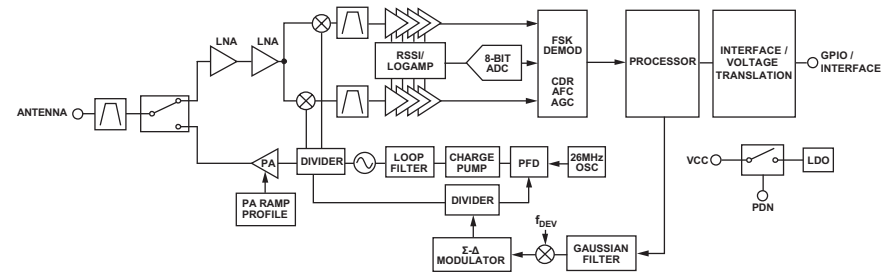 LNA
LNA
RSSI/
LOGAMP
8-BIT
ADC
FSK
DEMOD
CDR
AFC
AGC
PROCESSOR
INTERFACE /
VOLTAGE
TRANSLATION
GPIO /
INTERFACE
ANTENNA
PA
DIVIDER
LOOP
FILTER
CHARGE
PUMP
PFD
26MHz
OSC
VCC
LDO
PDN
PA RAMP
PROFILE
DIVIDER
fDEV
Σ-Δ
MODULATOR
GAUSSIAN
FILTER